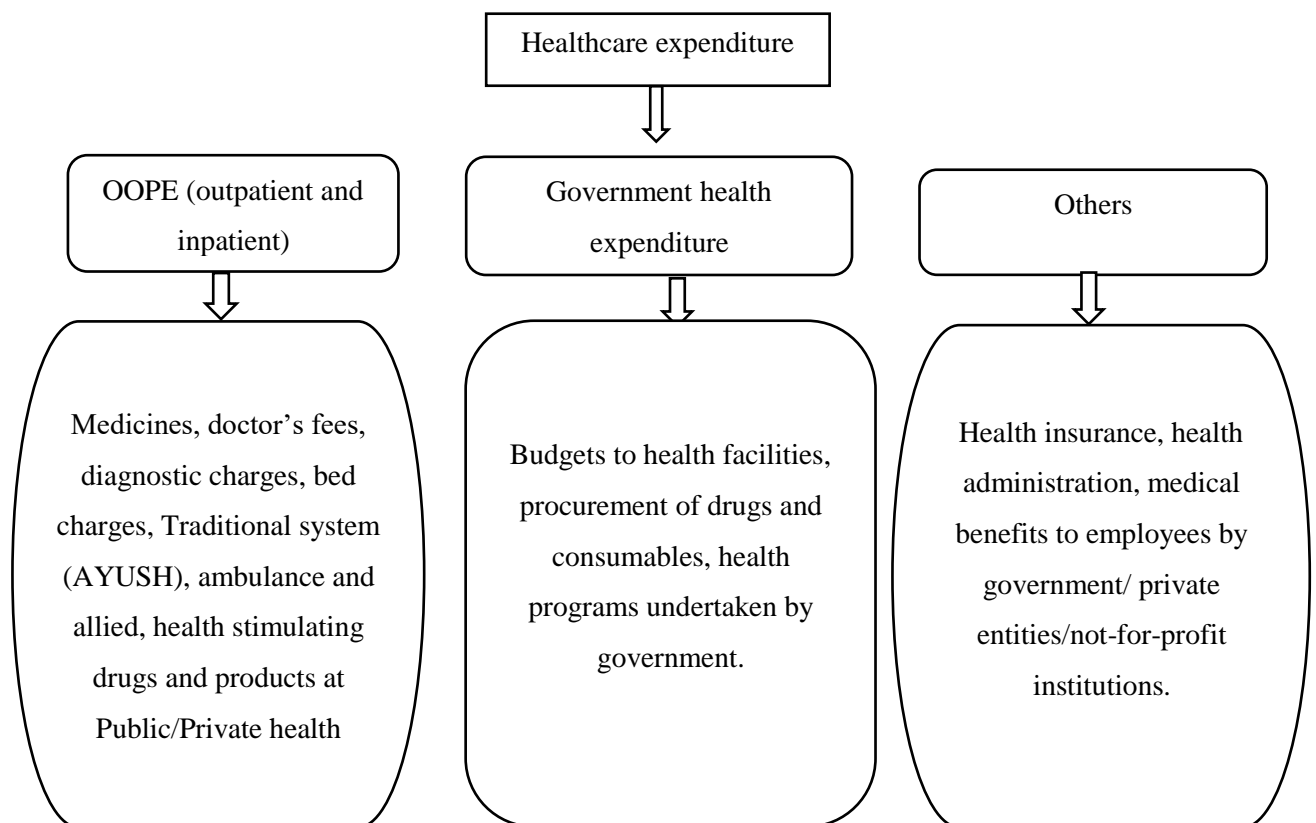 Healthcare expenditure
OOPE (outpatient and
inpatient)
Government health
expenditure
Others
Medicines, doctor’s fees,
diagnostic charges, bed
charges, Traditional system
(AYUSH), ambulance and
allied, health stimulating
drugs and products at
Public/Private health
Budgets to health facilities,
procurement of drugs and
consumables, health
programs undertaken by
government.
Health insurance, health
administration, medical
benefits to employees by
government/ private
entities/not-for-profit
institutions.